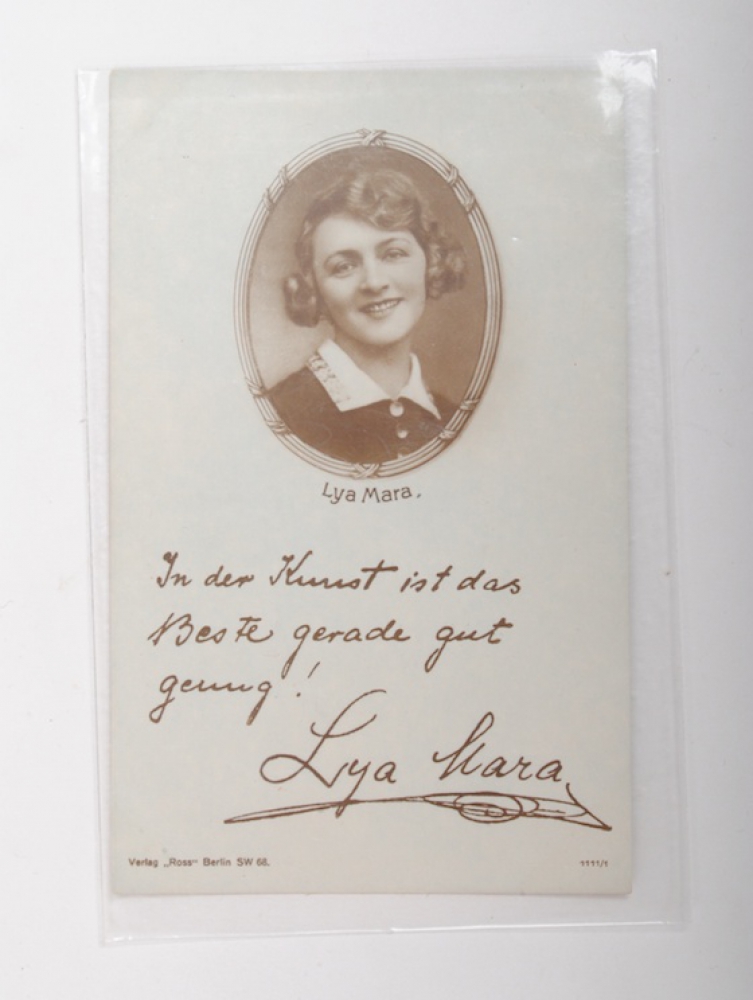 Lya Mara.
In der Kunst ist das
Beste gerade gut
genug!
Lya Mara
Verlag „Ross“ Berlin SW 68.
1111/1